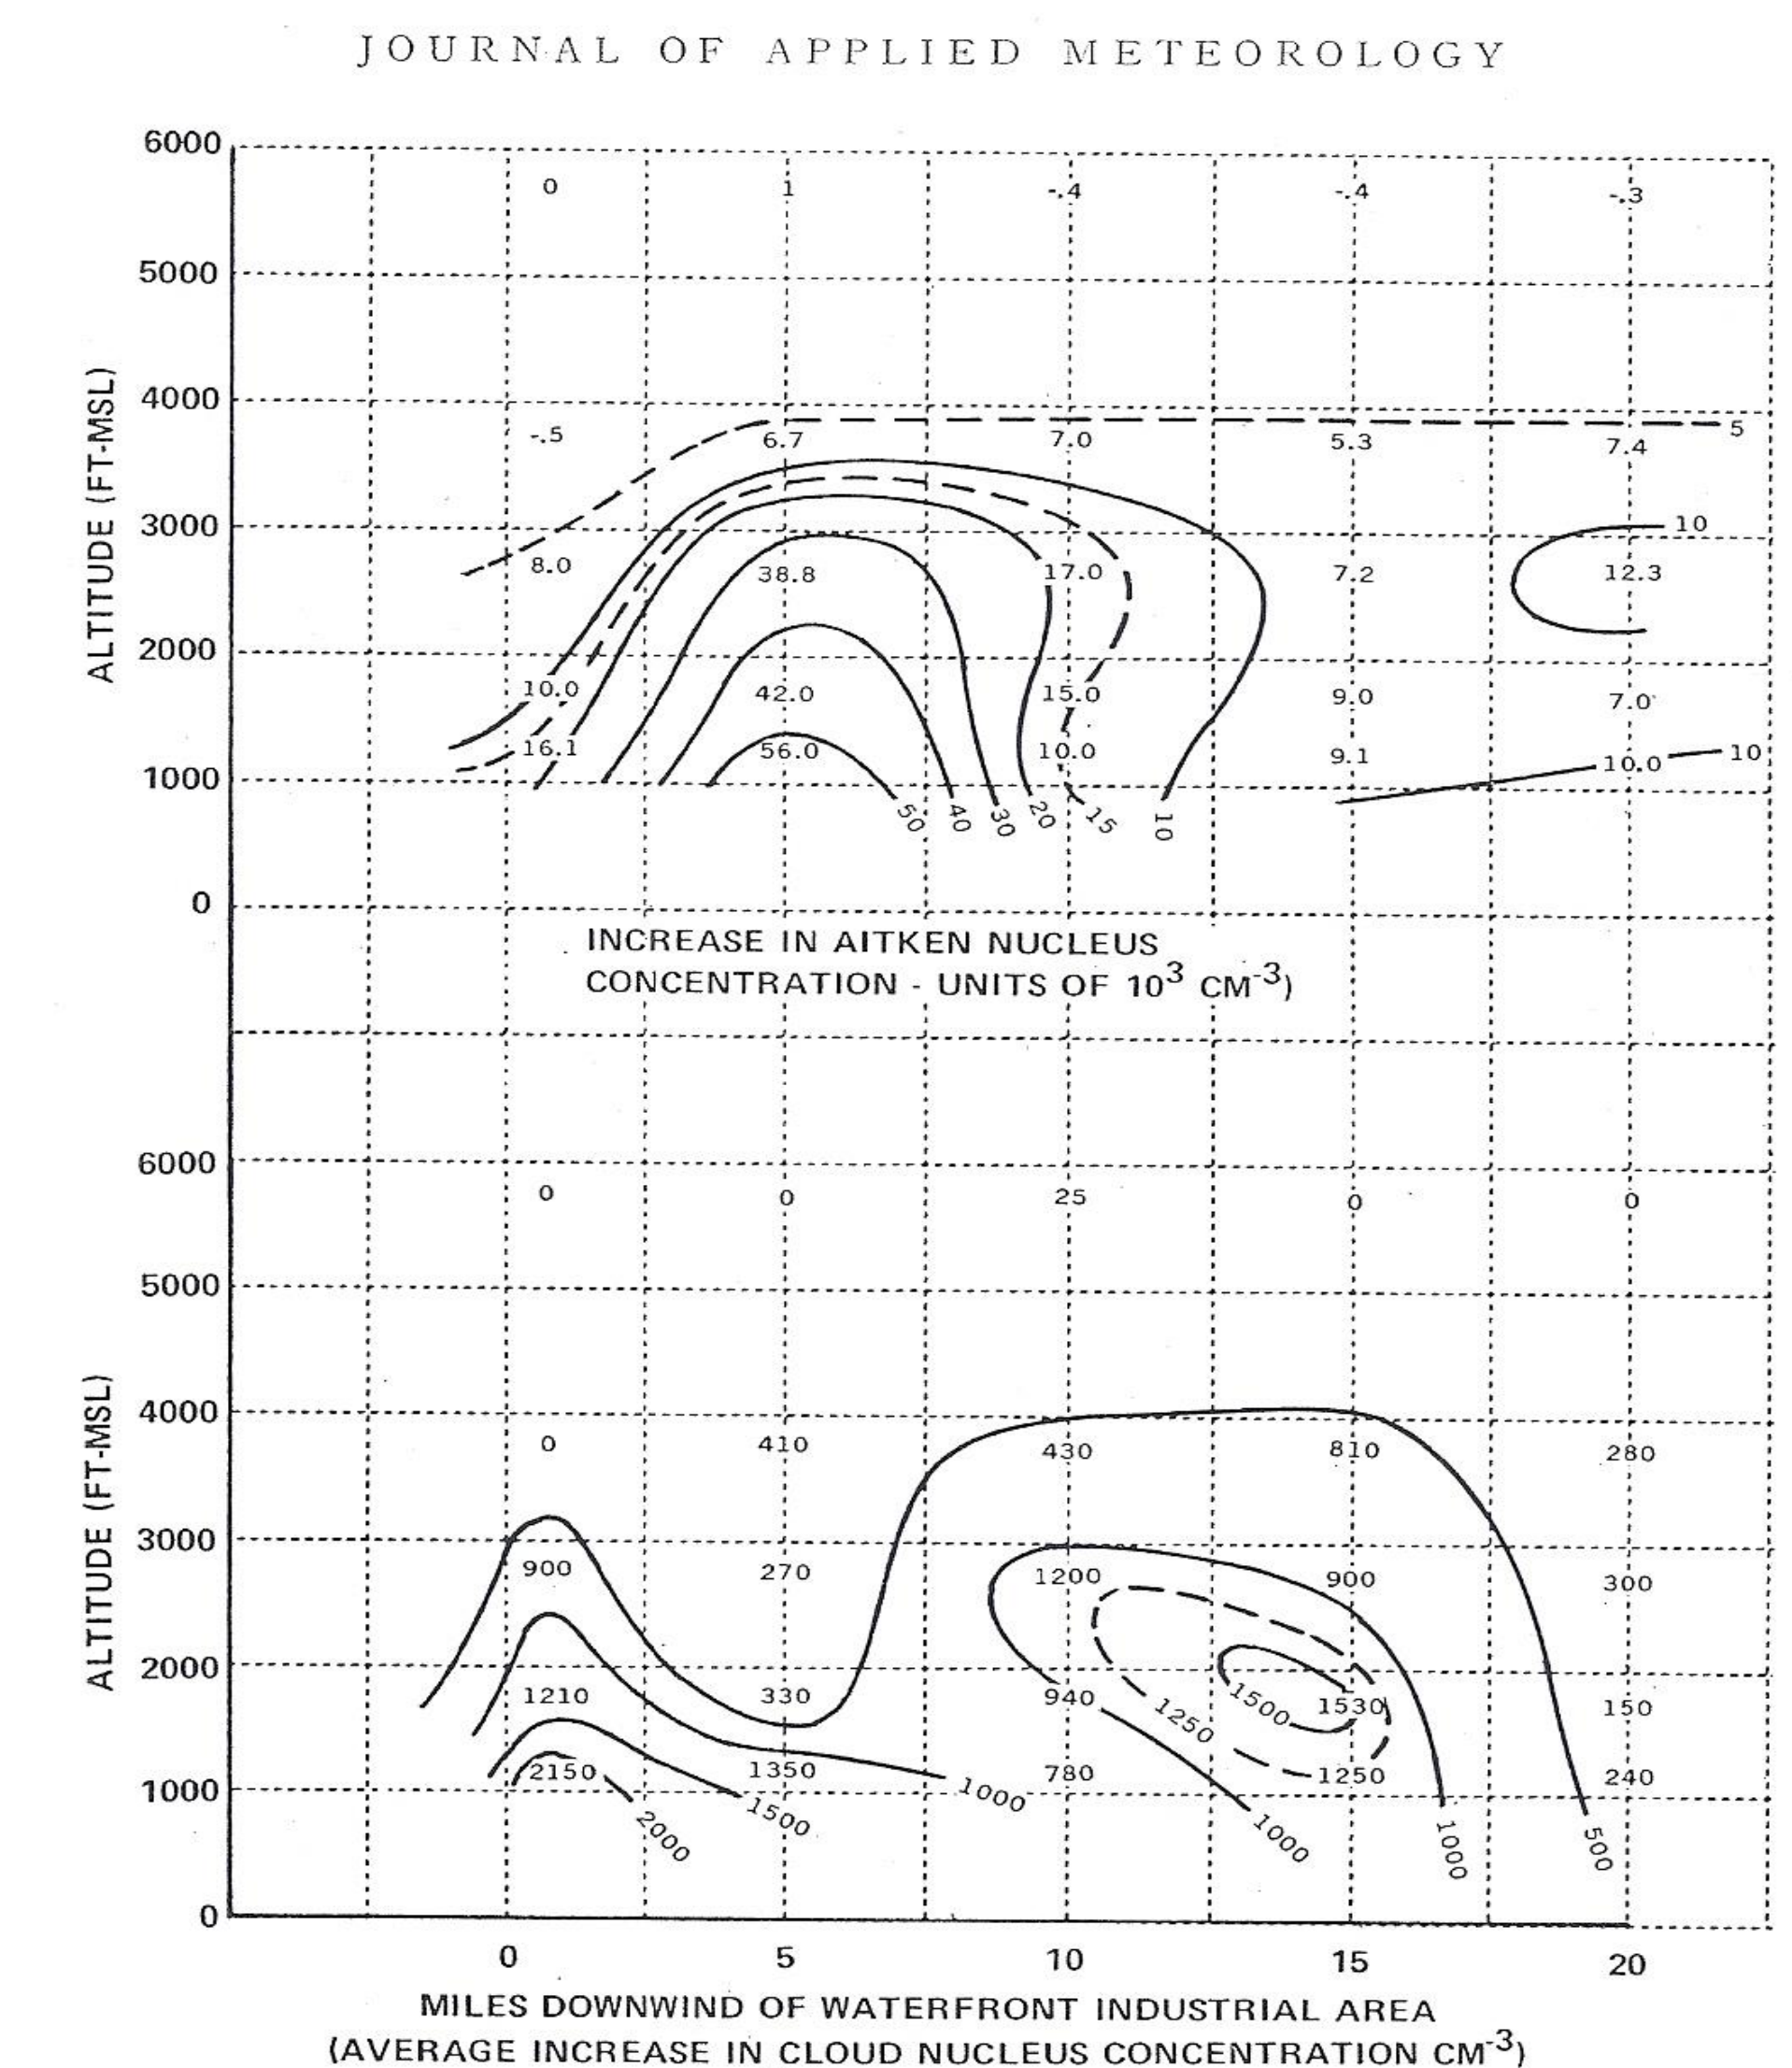 JOURNAL OF APPLIED METEOROLOGY
6000
0 1 -.4 -.4 -.3
5000
4000
5
-.5 6.7 7.0 5.3 7.4
3000
10
8.0 38.8 17.0 7.2 12.3
2000
10.0 42.0 15.0 9.0 7.0
16.1 56.0 10.0 9.1 10.0 10
1000
50 40 30 20 15 10
0
ALTITUDE (FT-MSL)
INCREASE IN AITKEN NUCLEUS
CONCENTRATION - UNITS OF 10³ CM⁻³)
6000
0 0 25 0 0
5000
4000
0 410 430 810 280
3000
900 270 1200 900 300
2000
1210 330 940 1250 1500 1530 150
2150 1350 780 1250 240
1000
2000 1500 1000 1000 1000 500
0
ALTITUDE (FT-MSL)
0 5 10 15 20
MILES DOWNWIND OF WATERFRONT INDUSTRIAL AREA
(AVERAGE INCREASE IN CLOUD NUCLEUS CONCENTRATION CM⁻³)